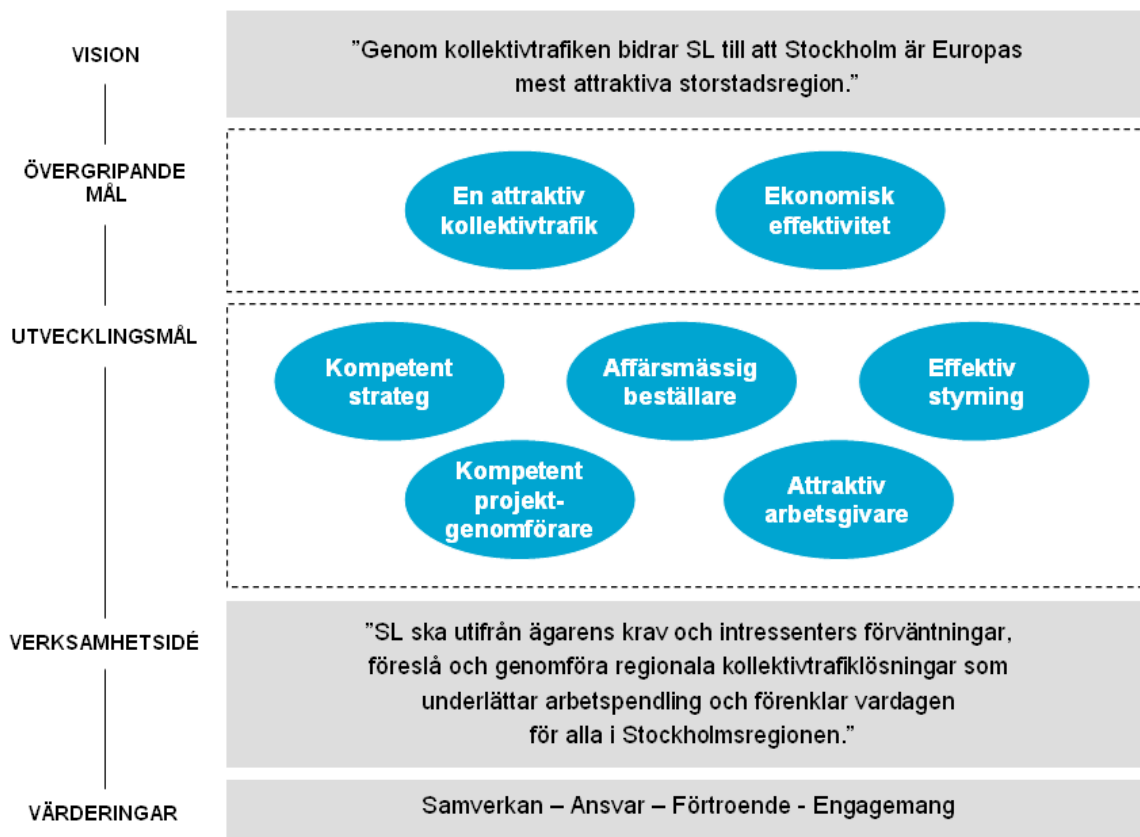 VISION
”Genom kollektivtrafiken bidrar SL till att Stockholm är Europas
mest attraktiva storstadsregion.”
ÖVERGRIPANDE
MÅL
En attraktiv
kollektivtrafik
Ekonomisk
effektivitet
UTVECKLINGSMÅL
Kompetent
strateg
Affärsmässig
beställare
Effektiv
styrning
Kompetent
projekt-
genomförare
Attraktiv
arbetsgivare
VERKSAMHETSIDÉ
”SL ska utifrån ägarens krav och intressenters förväntningar,
föreslå och genomföra regionala kollektivtrafiklösningar som
underlättar arbetspendling och förenklar vardagen
för alla i Stockholmsregionen.”
VÄRDERINGAR
Samverkan – Ansvar – Förtroende - Engagemang